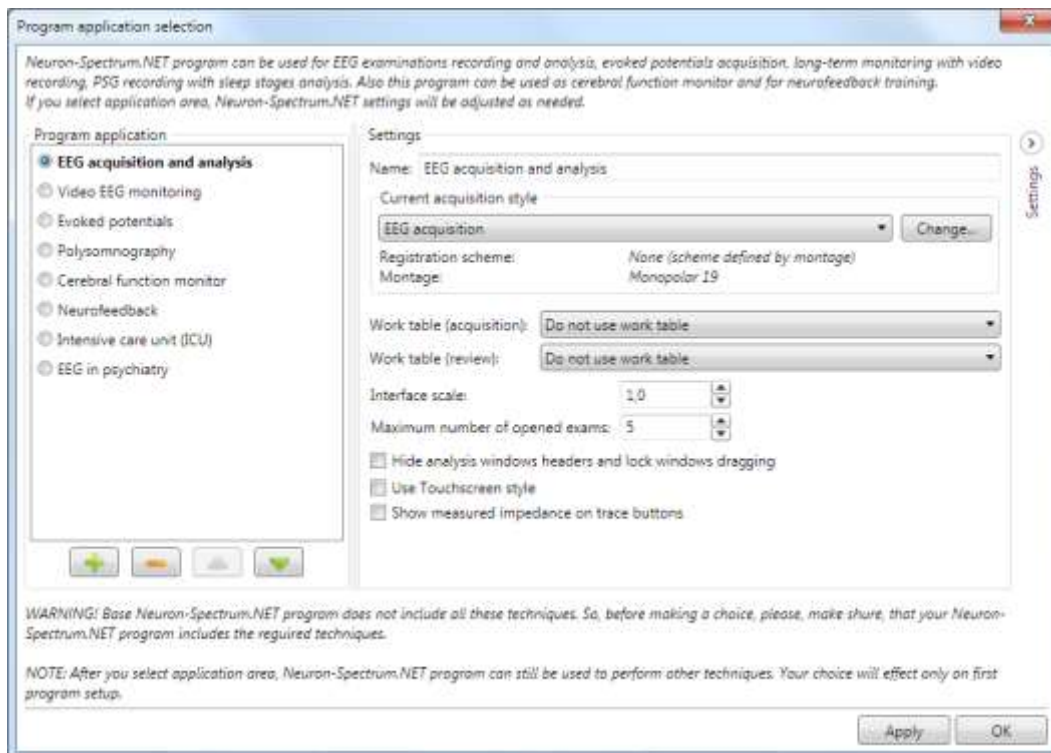 Program application selection
Neuron-Spectrum.NET program can be used for EEG examinations recording and analysis, evoked potentials acquisition, long-term monitoring with video
recording, PSG recording with sleep stages analysis. Also this program can be used as cerebral function monitor and for neurofeedback training.
If you select application area, Neuron-Spectrum.NET settings will be adjusted as needed.
Program application
EEG acquisition and analysis
Video EEG monitoring
Evoked potentials
Polysomnography
Cerebral function monitor
Neurofeedback
Intensive care unit (ICU)
EEG in psychiatry
Settings
Name: EEG acquisition and analysis
Current acquisition style
EEG acquisition
Change...
Registration scheme: None (scheme defined by montage)
Montage: Monopolar 19
Work table (acquisition): Do not use work table
Work table (review): Do not use work table
Interface scale: 1,0
Maximum number of opened exams: 5
Hide analysis windows headers and lock windows dragging
Use Touchscreen style
Show measured impedance on trace buttons
Settings
WARNING! Base Neuron-Spectrum.NET program does not include all these techniques. So, before making a choice, please, make shure, that your Neuron-
Spectrum.NET program includes the required techniques.
NOTE: After you select application area, Neuron-Spectrum.NET program can still be used to perform other techniques. Your choice will effect only on first
program setup.
Apply
OK